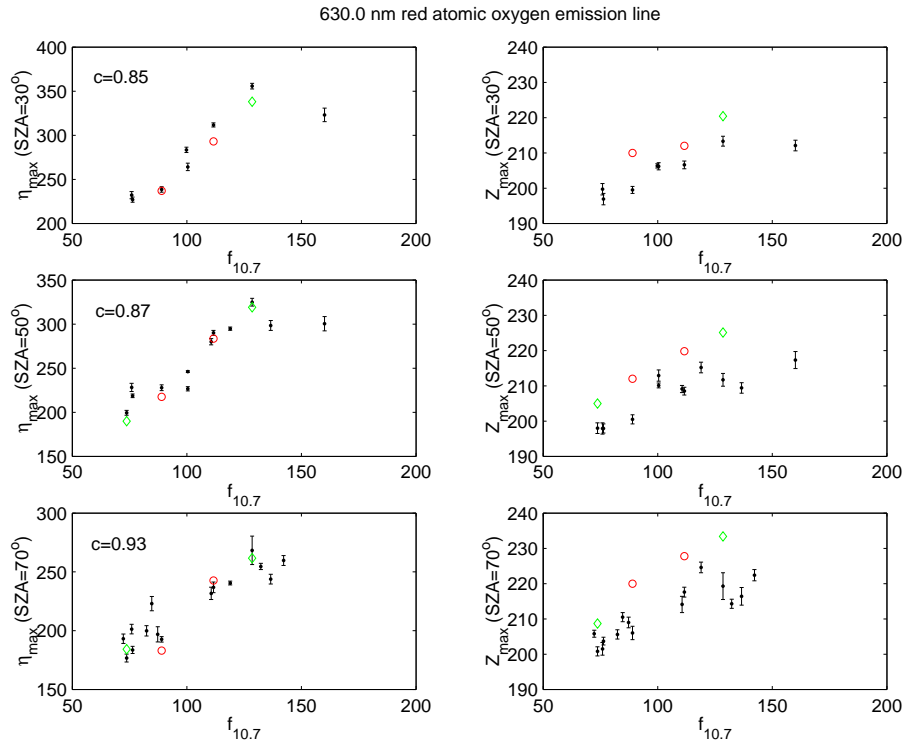 630.0 nm red atomic oxygen emission line
400
350
300
250
200
50 100 150 200
c=0.85
η_max (SZA=30°)
f_10.7
240
230
220
210
200
190
50 100 150 200
Z_max (SZA=30°)
f_10.7
350
300
250
200
150
50 100 150 200
c=0.87
η_max (SZA=50°)
f_10.7
240
230
220
210
200
190
50 100 150 200
Z_max (SZA=50°)
f_10.7
300
250
200
150
50 100 150 200
c=0.93
η_max (SZA=70°)
f_10.7
240
230
220
210
200
190
50 100 150 200
Z_max (SZA=70°)
f_10.7